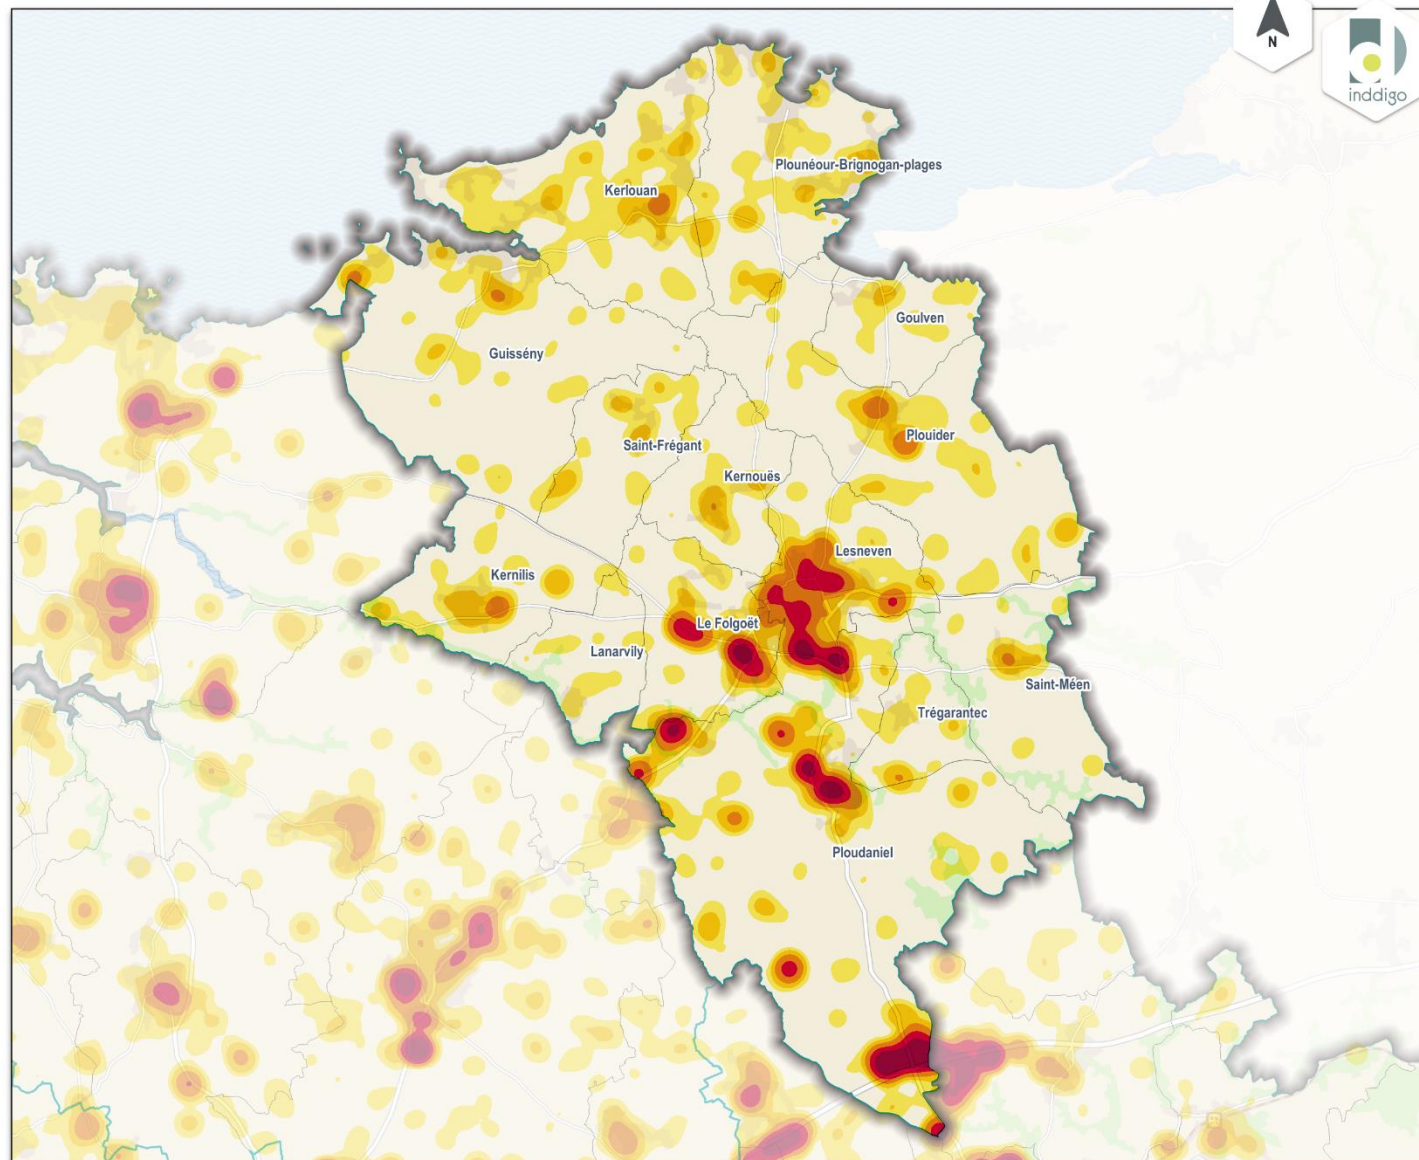 N
inddigo
Plounéour-Brignogan-plages
Kerlouan
Goulven
Guissény
Plouider
Saint-Frégant
Kernouës
Lesneven
Kernilis
Le Folgoët
Lanarvily
Saint-Méen
Trégarantec
Ploudaniel